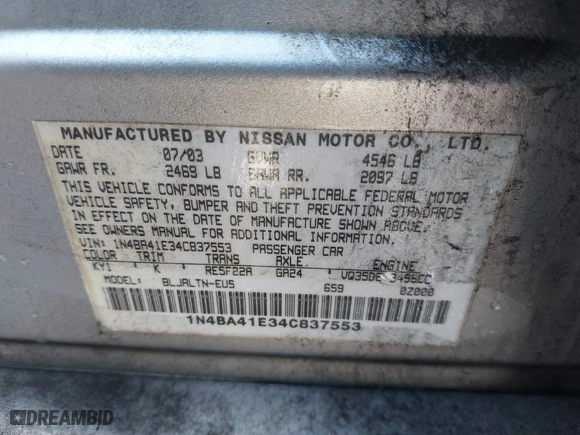 MANUFACTURED BY NISSAN MOTOR CO., LTD.
DATE 07/03 GVWR 4546 LB
GAWR FR. 2469 LB GAWR RR. 2097 LB
THIS VEHICLE CONFORMS TO ALL APPLICABLE FEDERAL MOTOR
VEHICLE SAFETY, BUMPER AND THEFT PREVENTION STANDARDS
IN EFFECT ON THE DATE OF MANUFACTURE SHOWN ABOVE.
SEE OWNERS MANUAL FOR ADDITIONAL INFORMATION.
VIN: 1N4BA41E34C837553 PASSENGER CAR
COLOR TRIM TRANS AXLE. ENGINE
KY1 K RE5F22A GA24 VQ35DE 3498CC
MODEL: BLJALTN-EU5 659 02000
1N4BA41E34C837553
DREAMBID